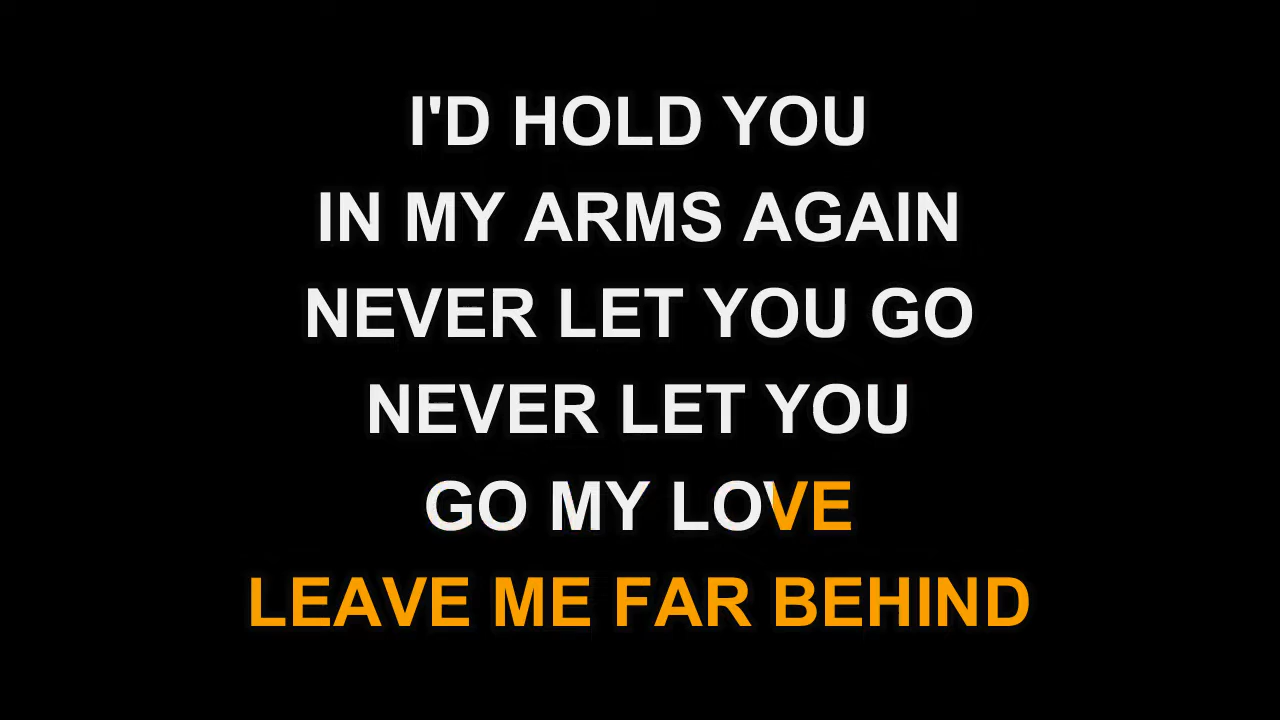 I'D HOLD YOU
IN MY ARMS AGAIN
NEVER LET YOU GO
NEVER LET YOU
GO MY LOVE
LEAVE ME FAR BEHIND